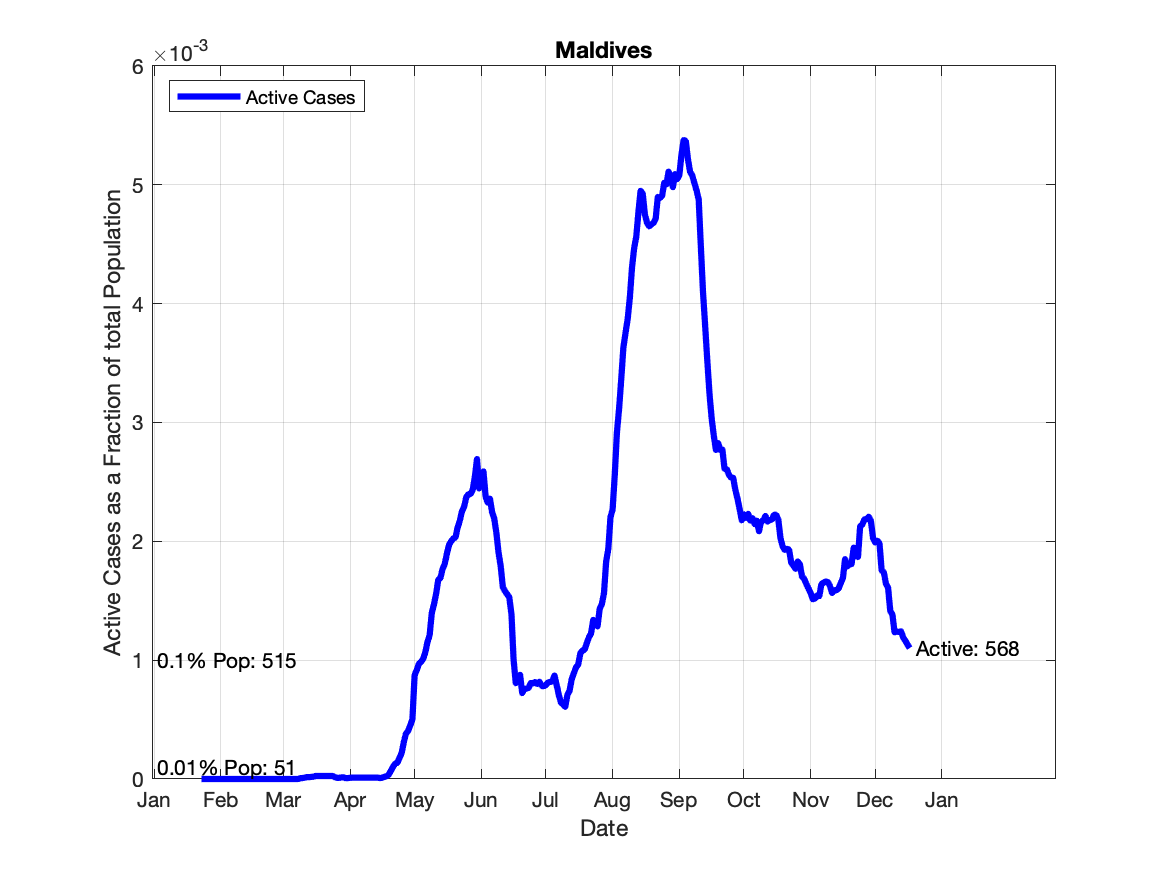 Maldives
×10-3
6
5
4
3
2
1
0
Active Cases
Active Cases as a Fraction of total Population
0.1% Pop: 515
0.01% Pop: 51
Active: 568
Jan Feb Mar Apr May Jun Jul Aug Sep Oct Nov Dec Jan
Date